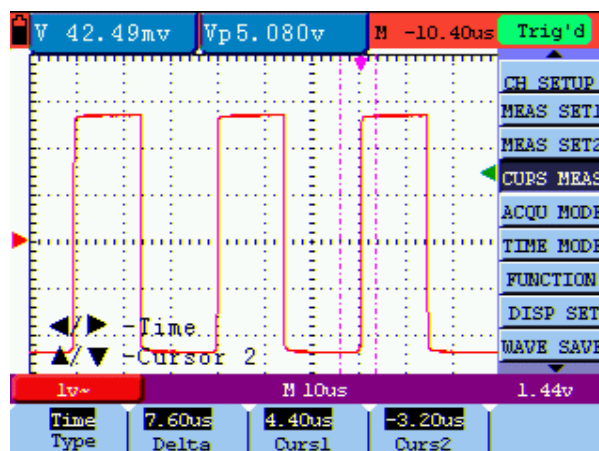 V 42.49mv Vp5.080v M -10.40us Trig'd
CH SETUP
MEAS SET1
MEAS SET2
CURS MEAS
ACQU MODE
TIME MODE
FUNCTION
DISP SET
WAVE SAVE
◀/▶ -Time
▲/▼ -Cursor 2
1v~ M 10us 1.44v
Time 7.60us 4.40us -3.20us
Type Delta Curs1 Curs2